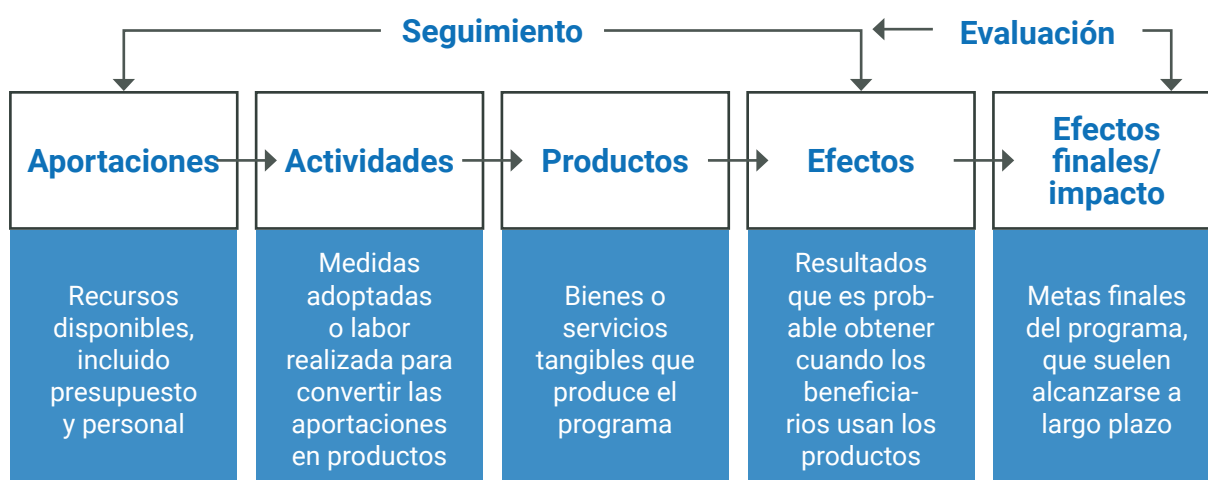 Seguimiento
Evaluación
Aportaciones
Actividades
Productos
Efectos
Efectos
finales/
impacto
Recursos
disponibles,
incluido
presupuesto
y personal
Medidas
adoptadas
o labor
realizada para
convertir las
aportaciones
en productos
Bienes o
servicios
tangibles que
produce el
programa
Resultados
que es prob-
able obtener
cuando los
beneficia-
rios usan los
productos
Metas finales
del programa,
que suelen
alcanzarse a
largo plazo